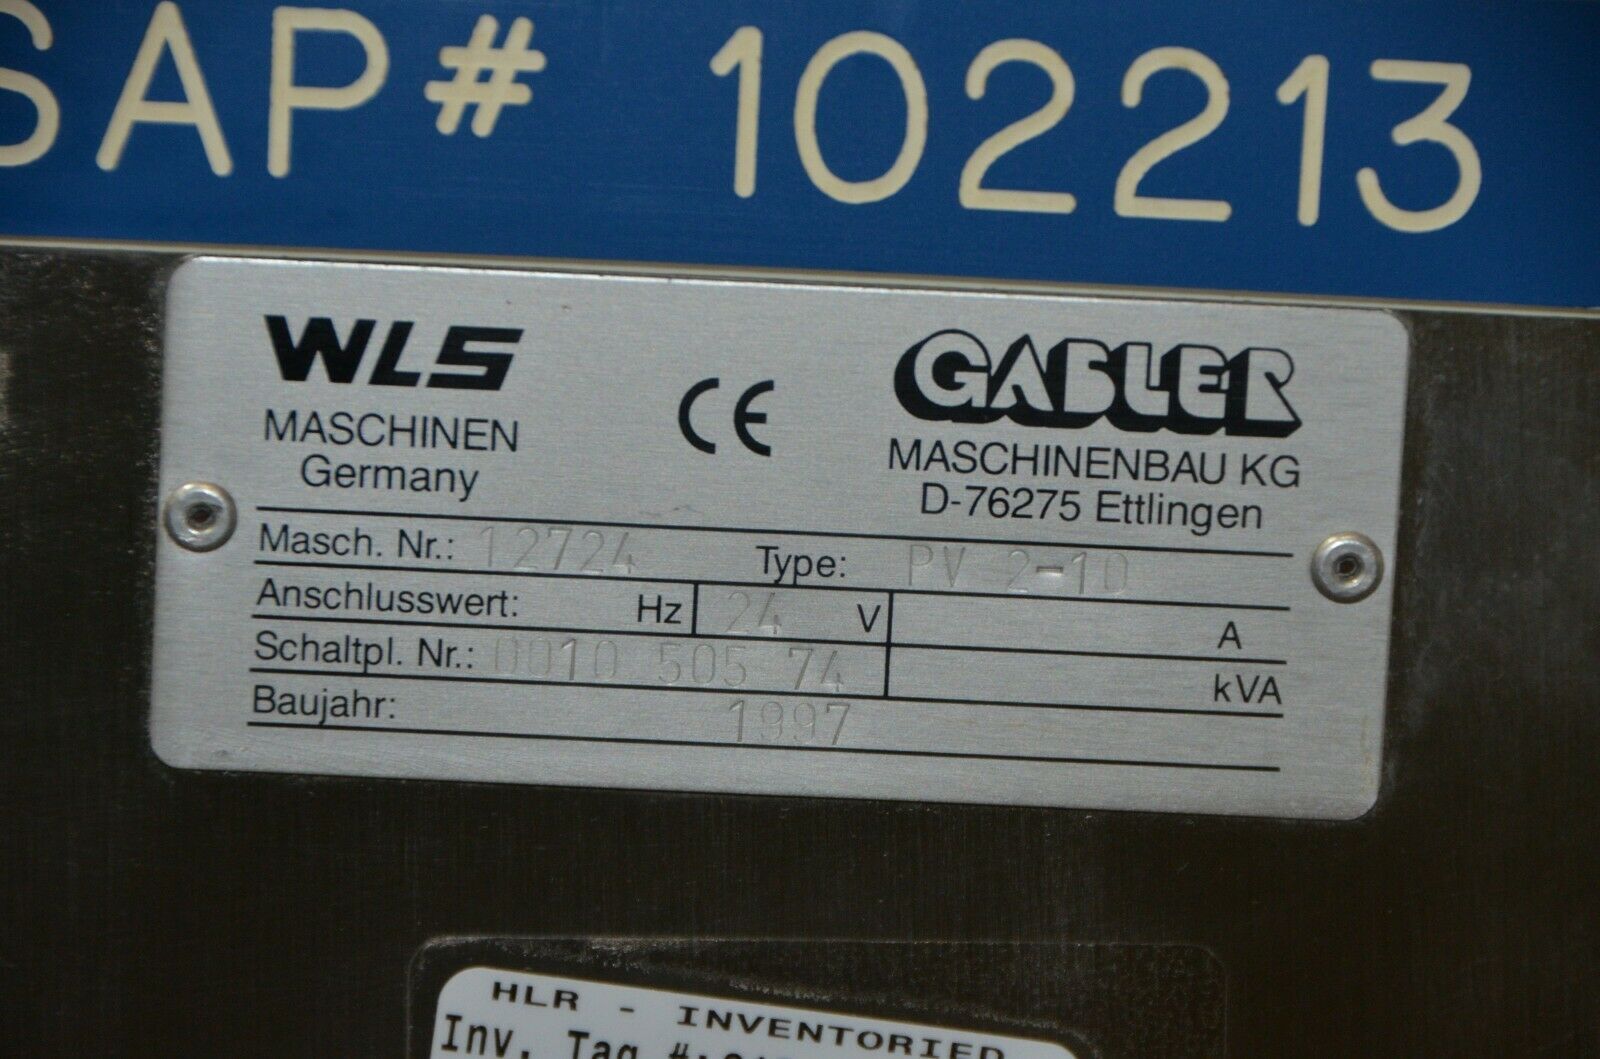 SAP# 102213
WLS
MASCHINEN
Germany
CE
GABLER
MASCHINENBAU KG
D-76275 Ettlingen
Masch. Nr.: 12724 Type: PV 2-10
Anschlusswert: Hz 24 V A
Schaltpl. Nr.: 0010 505 74 kVA
Baujahr: 1997
HLR - INVENTORIED
Inv. Tag #: